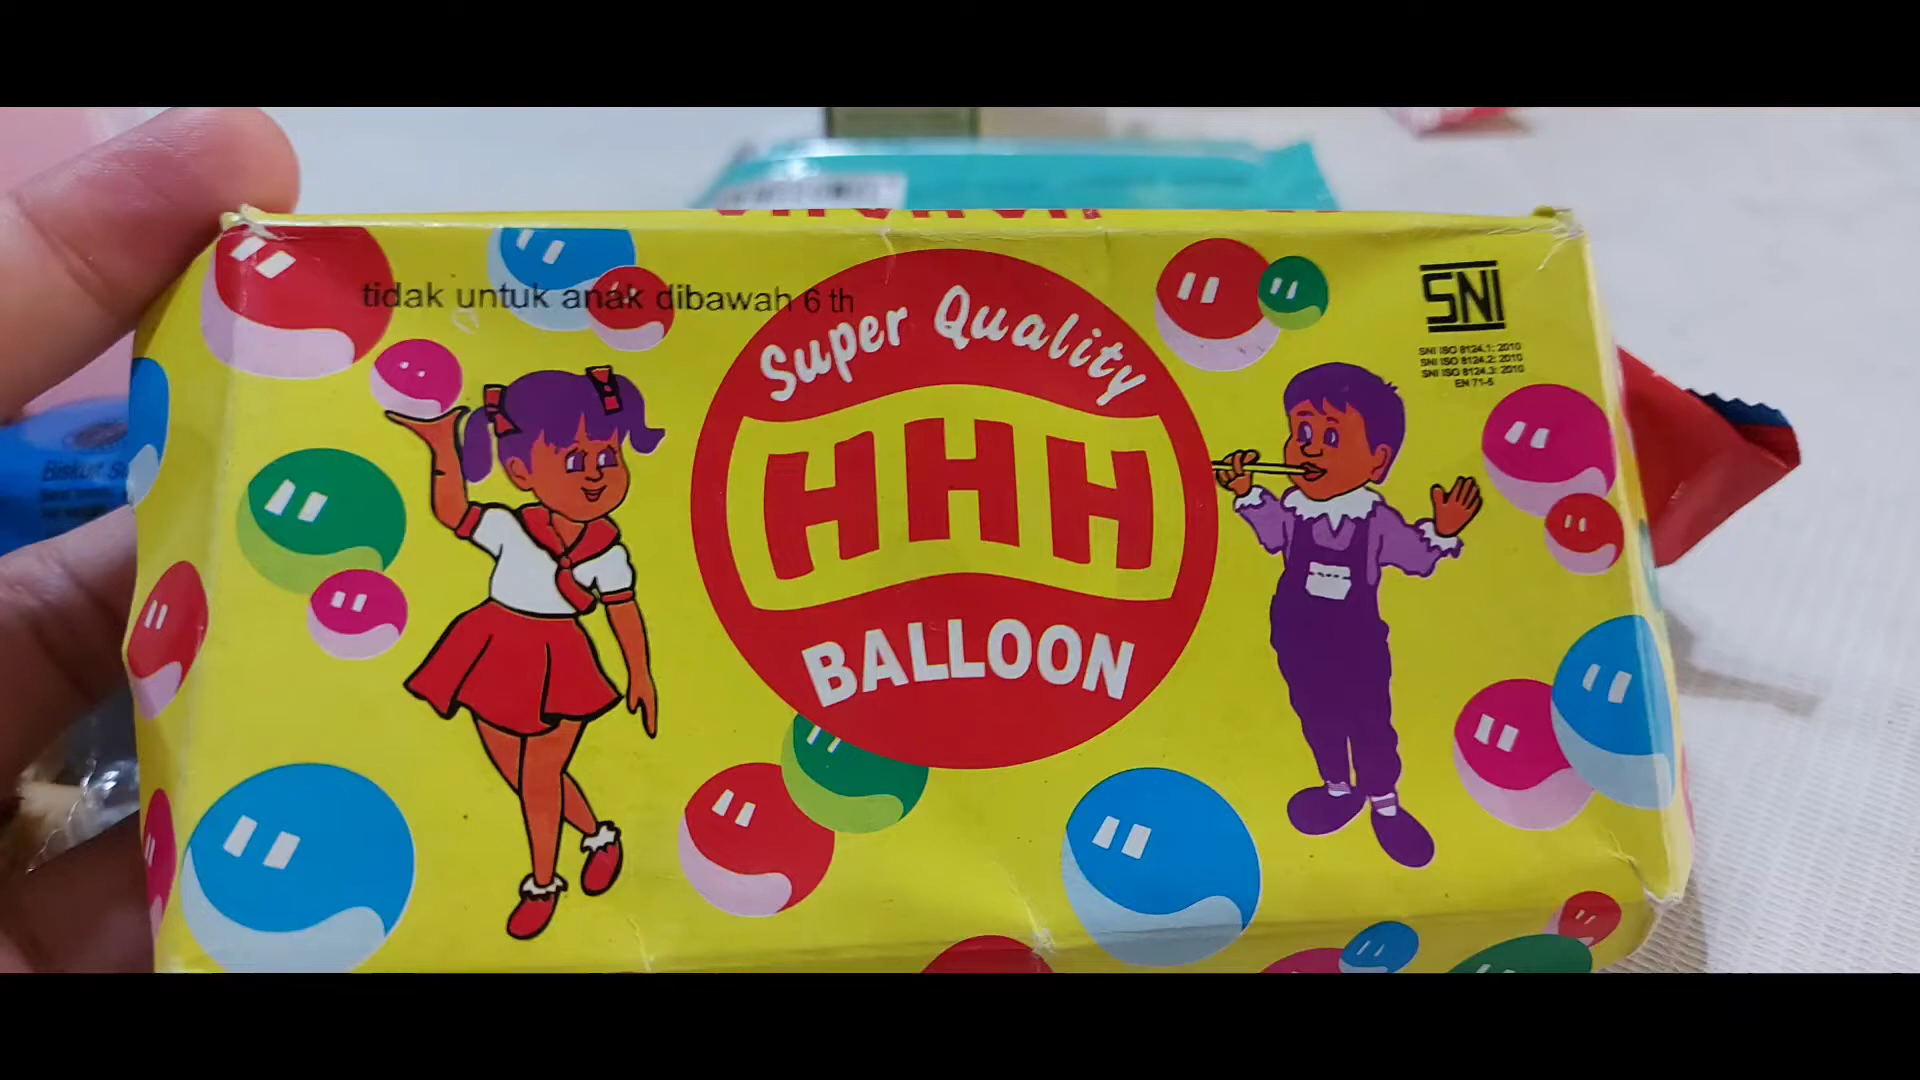 tidak untuk anak dibawah 6 th
Super Quality
HHH
BALLOON
SNI
SNI ISO 8124.1: 2010
SNI ISO 8124.2: 2010
SNI ISO 8124.3: 2010
EN 71-5
Biskuit